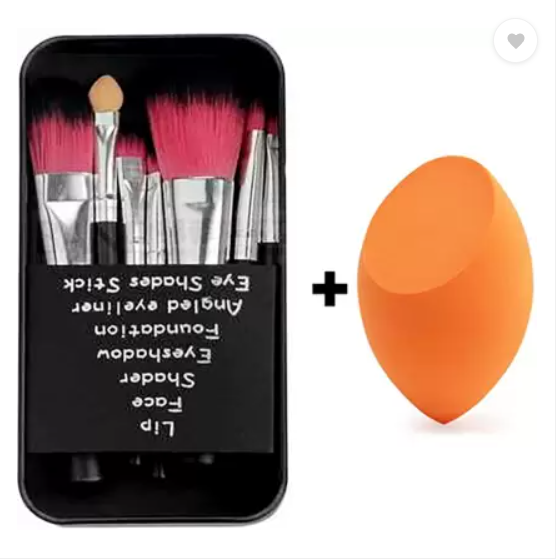 Lip
Face
Shader
Eyeshadow
Foundation
Angled eyeliner
Eye Shades Stick